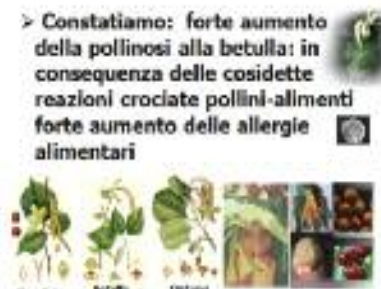 ➤ Constatiamo: forte aumento
della pollinosi alla betulla: in
consequenza delle cosidette
reazioni crociate pollini-alimenti
forte aumento delle allergie
alimentari